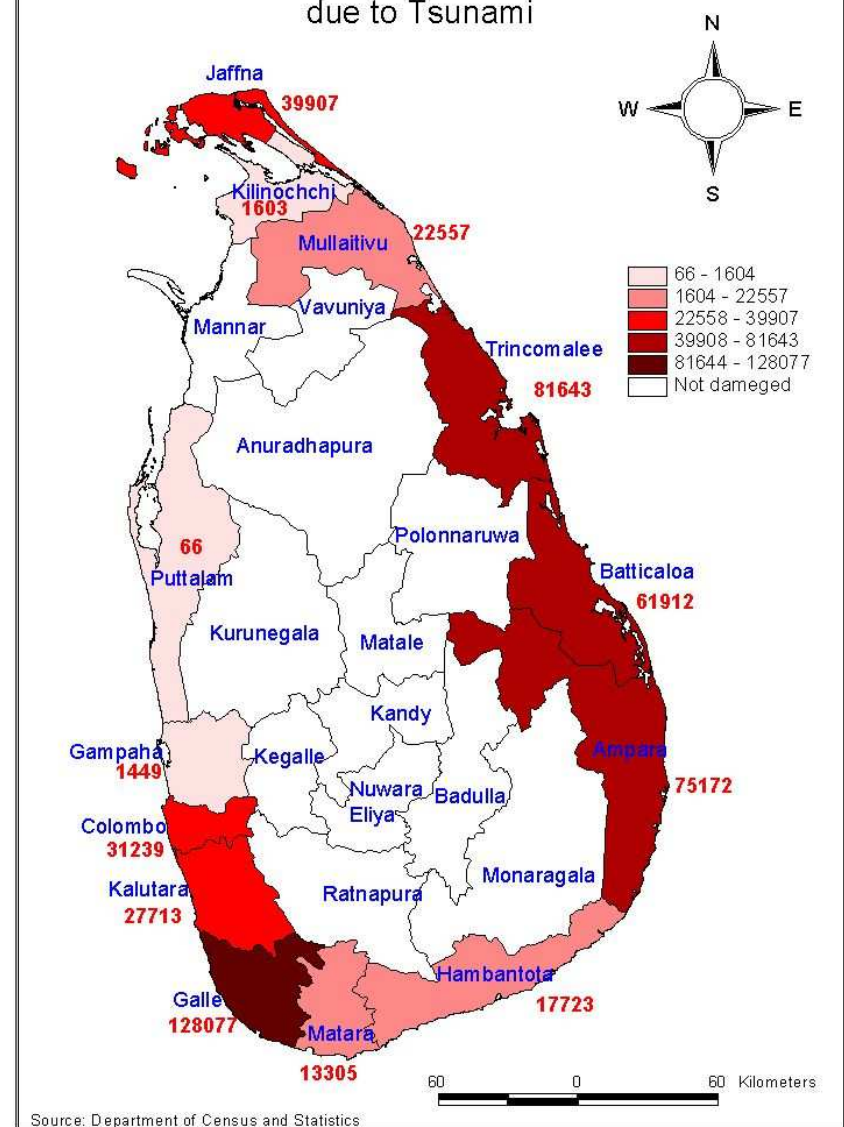 due to Tsunami
N
W E
S
Jaffna
39907
Kilinochchi
1603
Mullaitivu
22557
Vavuniya
Mannar
66 - 1604
1604 - 22557
22558 - 39907
39908 - 81643
81644 - 128077
Not dameged
Trincomalee
81643
Anuradhapura
Polonnaruwa
66
Puttalam
Batticaloa
61912
Kurunegala
Matale
Kandy
Gampaha
1449
Kegalle
Nuwara
Eliya
Badulla
Ampara
75172
Colombo
31239
Kalutara
27713
Ratnapura
Monaragala
Hambantota
17723
Galle
128077
Matara
13305
60 0 60 Kilometers
Source: Department of Census and Statistics